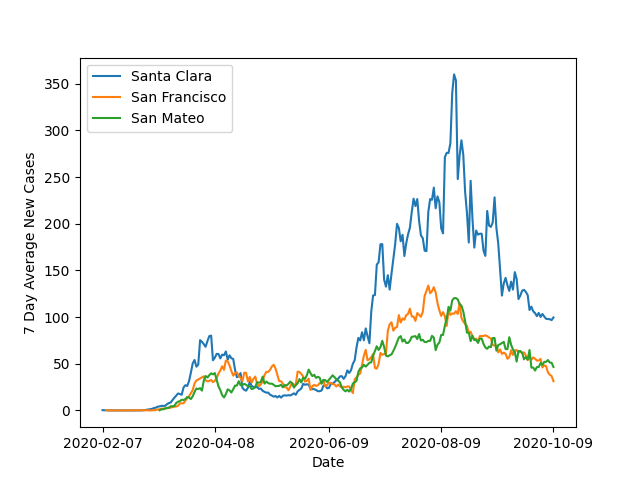 Santa Clara
San Francisco
San Mateo
7 Day Average New Cases
350
300
250
200
150
100
50
0
2020-02-07 2020-04-08 2020-06-09 2020-08-09 2020-10-09
Date